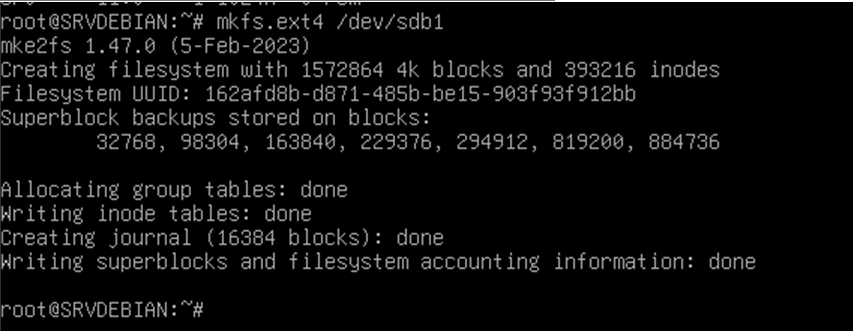 root@SRVDEBIAN:~# mkfs.ext4 /dev/sdb1
mke2fs 1.47.0 (5-Feb-2023)
Creating filesystem with 1572864 4k blocks and 393216 inodes
Filesystem UUID: 162afd8b-d871-485b-be15-903f93f912bb
Superblock backups stored on blocks:
        32768, 98304, 163840, 229376, 294912, 819200, 884736
Allocating group tables: done
Writing inode tables: done
Creating journal (16384 blocks): done
Writing superblocks and filesystem accounting information: done
root@SRVDEBIAN:~#